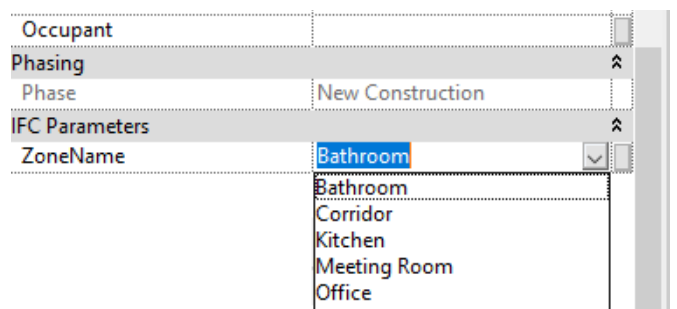 Occupant
Phasing
Phase New Construction
IFC Parameters
ZoneName Bathroom
Bathroom
Corridor
Kitchen
Meeting Room
Office